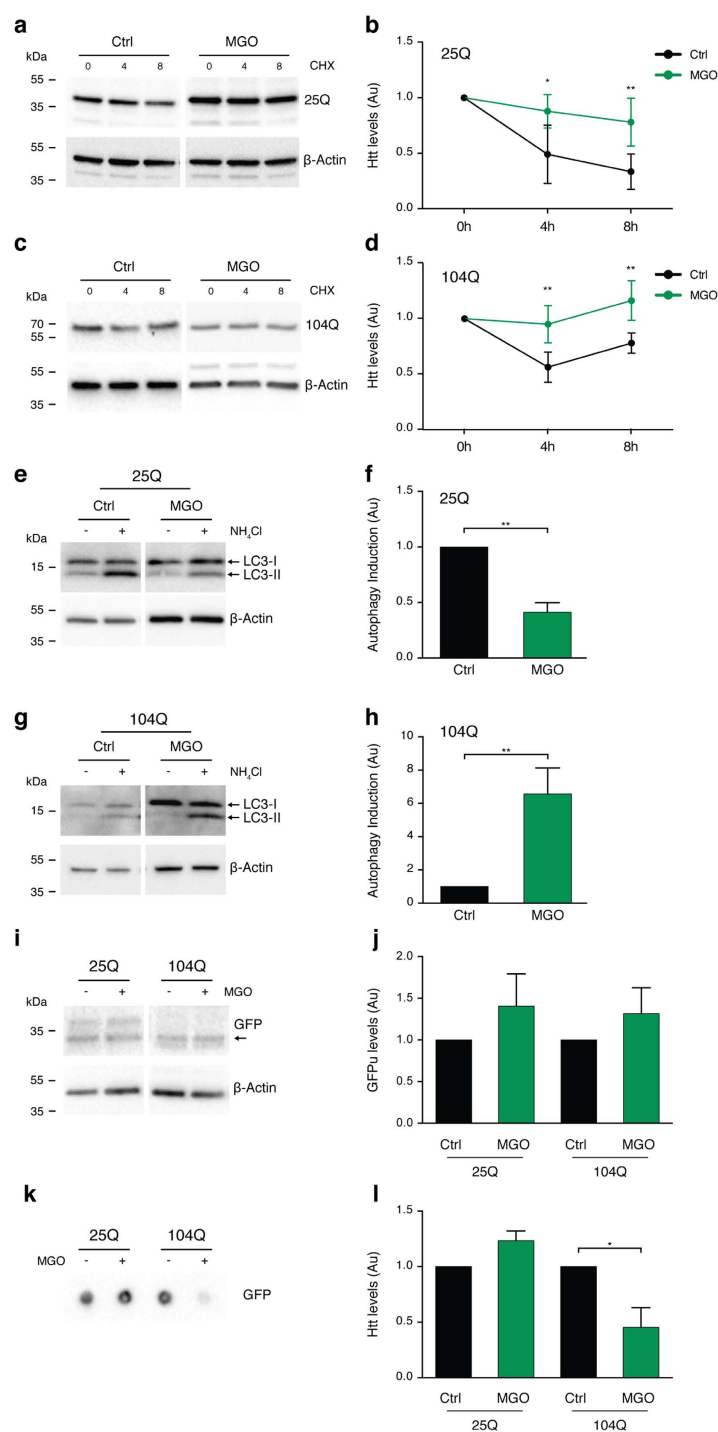 a
Ctrl MGO
kDa
0 4 8 0 4 8 CHX
55
35
25Q
55
35
β-Actin
b
25Q
Ctrl
MGO
Htt levels (Au)
1.5
1.0
0.5
0.0
* **
0h 4h 8h
c
Ctrl MGO
kDa
0 4 8 0 4 8 CHX
70
55
104Q
35
β-Actin
d
104Q
Ctrl
MGO
Htt levels (Au)
1.5
1.0
0.5
0.0
** **
0h 4h 8h
e
25Q
Ctrl MGO
kDa
- + - + NH4Cl
15
LC3-I
LC3-II
55
35
β-Actin
f
25Q
Autophagy Induction (Au)
1.5
1.0
0.5
0.0
**
Ctrl MGO
g
104Q
Ctrl MGO
kDa
- + - + NH4Cl
15
LC3-I
LC3-II
55
35
β-Actin
h
104Q
Autophagy Induction (Au)
10
8
6
4
2
0
**
Ctrl MGO
i
25Q 104Q
kDa
- + - + MGO
35
GFP
55
35
β-Actin
j
GFPu levels (Au)
2.0
1.5
1.0
1.0
0.0
Ctrl MGO Ctrl MGO
25Q 104Q
k
25Q 104Q
MGO - + - +
GFP
l
Htt levels (Au)
1.5
1.0
0.5
0.0
*
Ctrl MGO Ctrl MGO
25Q 104Q